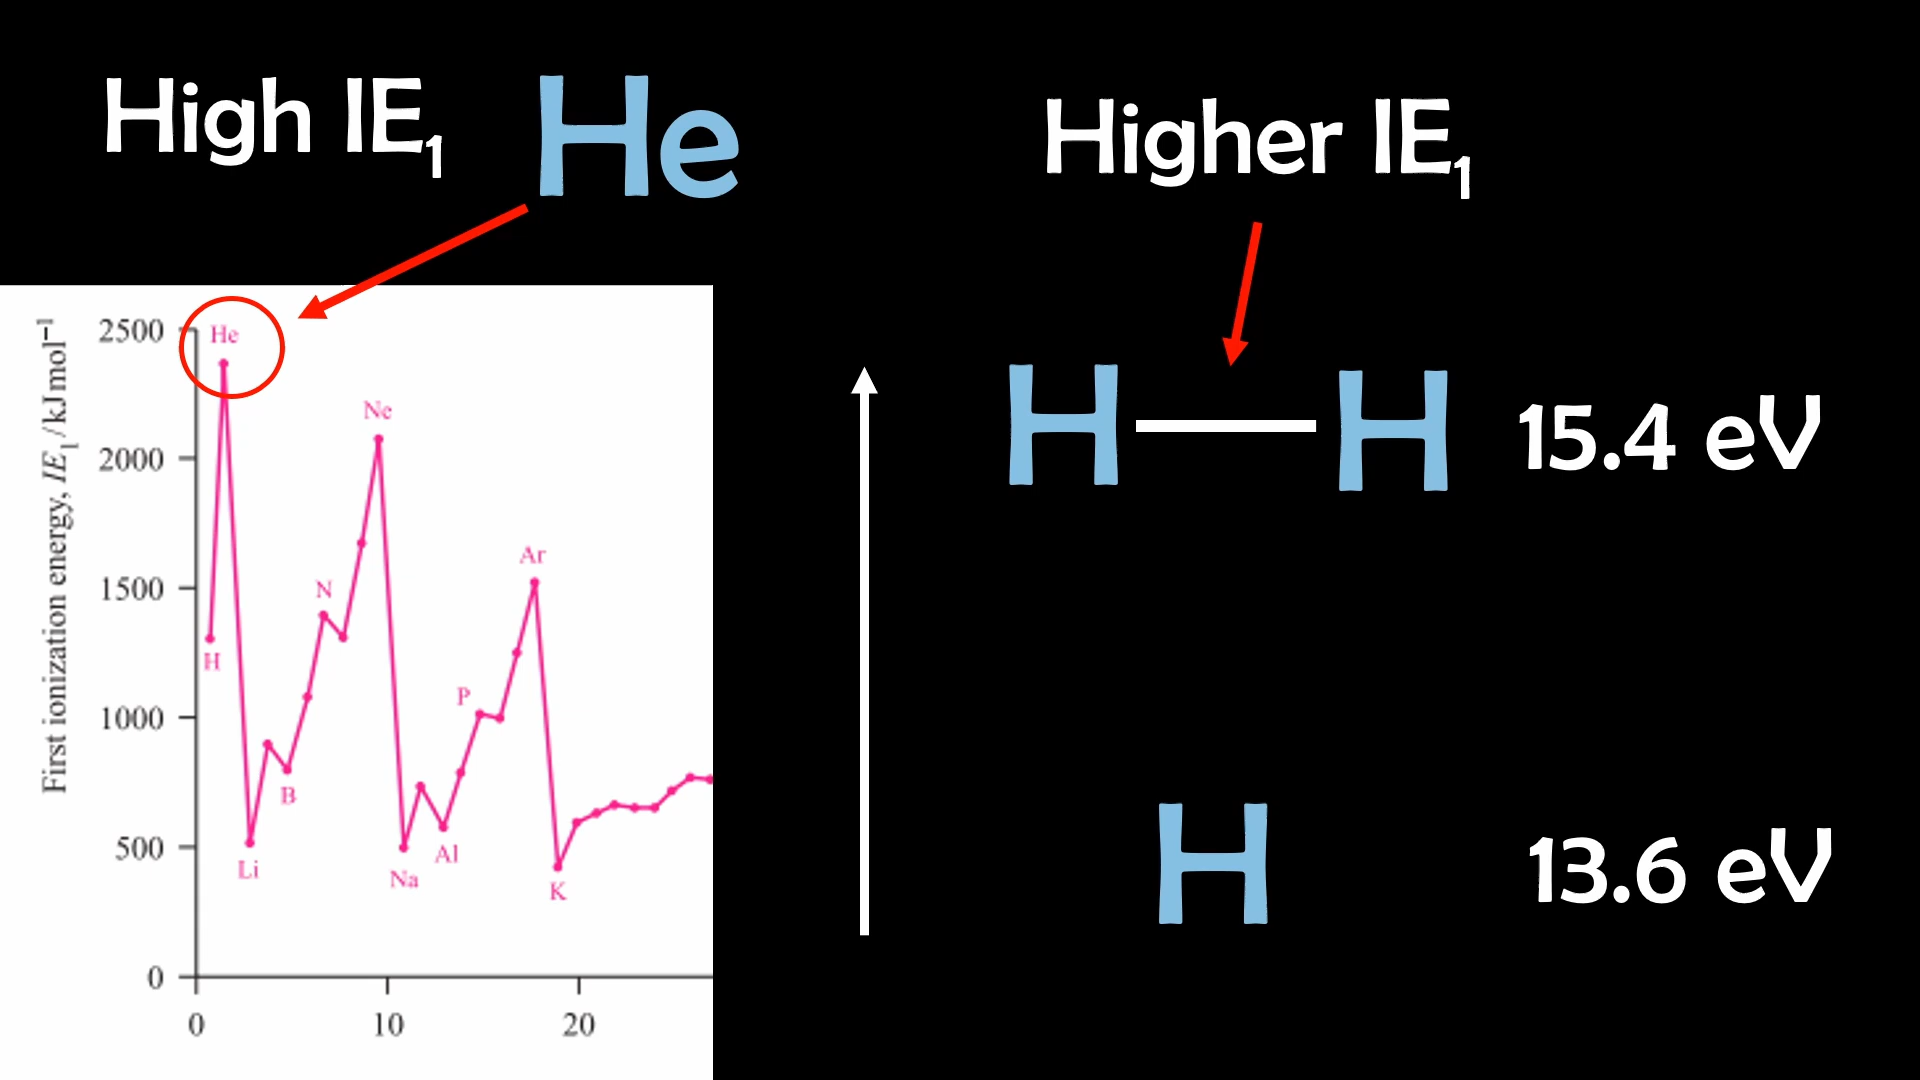 High IE₁
He
Higher IE₁
H
H
15.4 eV
H
13.6 eV
First ionization energy, IE₁/kJ mol⁻¹
2500
2000
1500
1000
500
0
0
10
20
He
Ne
Ar
N
H
P
B
Li
Al
Na
K